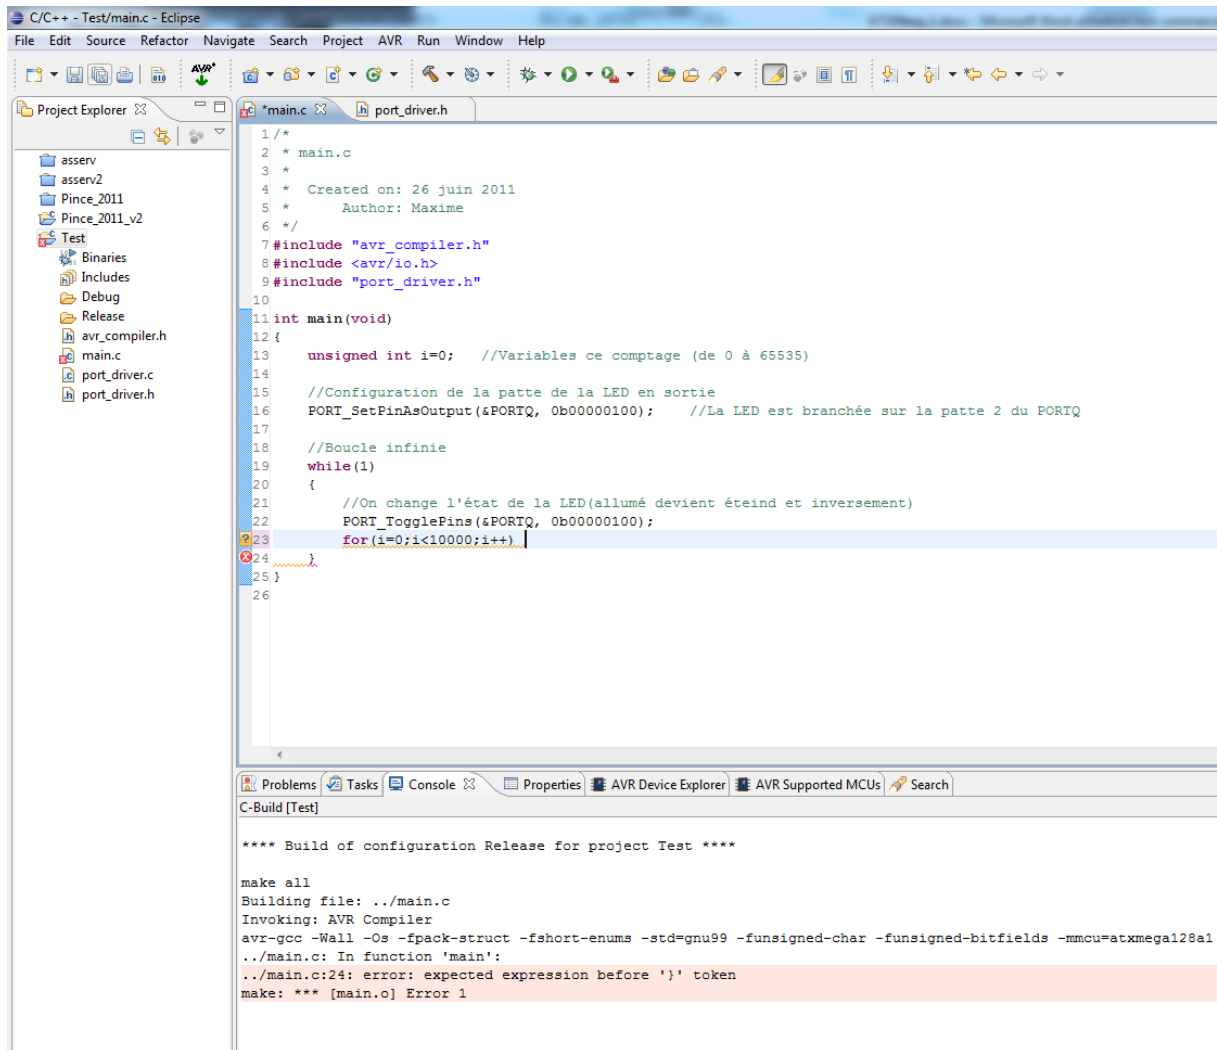 C/C++ - Test/main.c - Eclipse
File Edit Source Refactor Navigate Search Project AVR Run Window Help
AVR*
Project Explorer
*main.c
port_driver.h
asserv
asserv2
Pince_2011
Pince_2011_v2
Test
Binaries
Includes
Debug
Release
avr_compiler.h
main.c
port_driver.c
port_driver.h
1 /*
2 * main.c
3 *
4 * Created on: 26 juin 2011
5 * Author: Maxime
6 */
7 #include "avr_compiler.h"
8 #include <avr/io.h>
9 #include "port_driver.h"
10
11 int main(void)
12 {
13 unsigned int i=0; //Variables ce comptage (de 0 à 65535)
14
15 //Configuration de la patte de la LED en sortie
16 PORT_SetPinAsOutput(&PORTQ, 0b00000100); //La LED est branchée sur la patte 2 du PORTQ
17
18 //Boucle infinie
19 while(1)
20 {
21 //On change l'état de la LED(allumé devient éteind et inversement)
22 PORT_TogglePins(&PORTQ, 0b00000100);
23 for(i=0;i<10000;i++)
24 }
25 }
26
Problems Tasks Console Properties AVR Device Explorer AVR Supported MCUs Search
C-Build [Test]
**** Build of configuration Release for project Test ****
make all
Building file: ../main.c
Invoking: AVR Compiler
avr-gcc -Wall -Os -fpack-struct -fshort-enums -std=gnu99 -funsigned-char -funsigned-bitfields -mmcu=atxmega128a1
../main.c: In function 'main':
../main.c:24: error: expected expression before '}' token
make: *** [main.o] Error 1